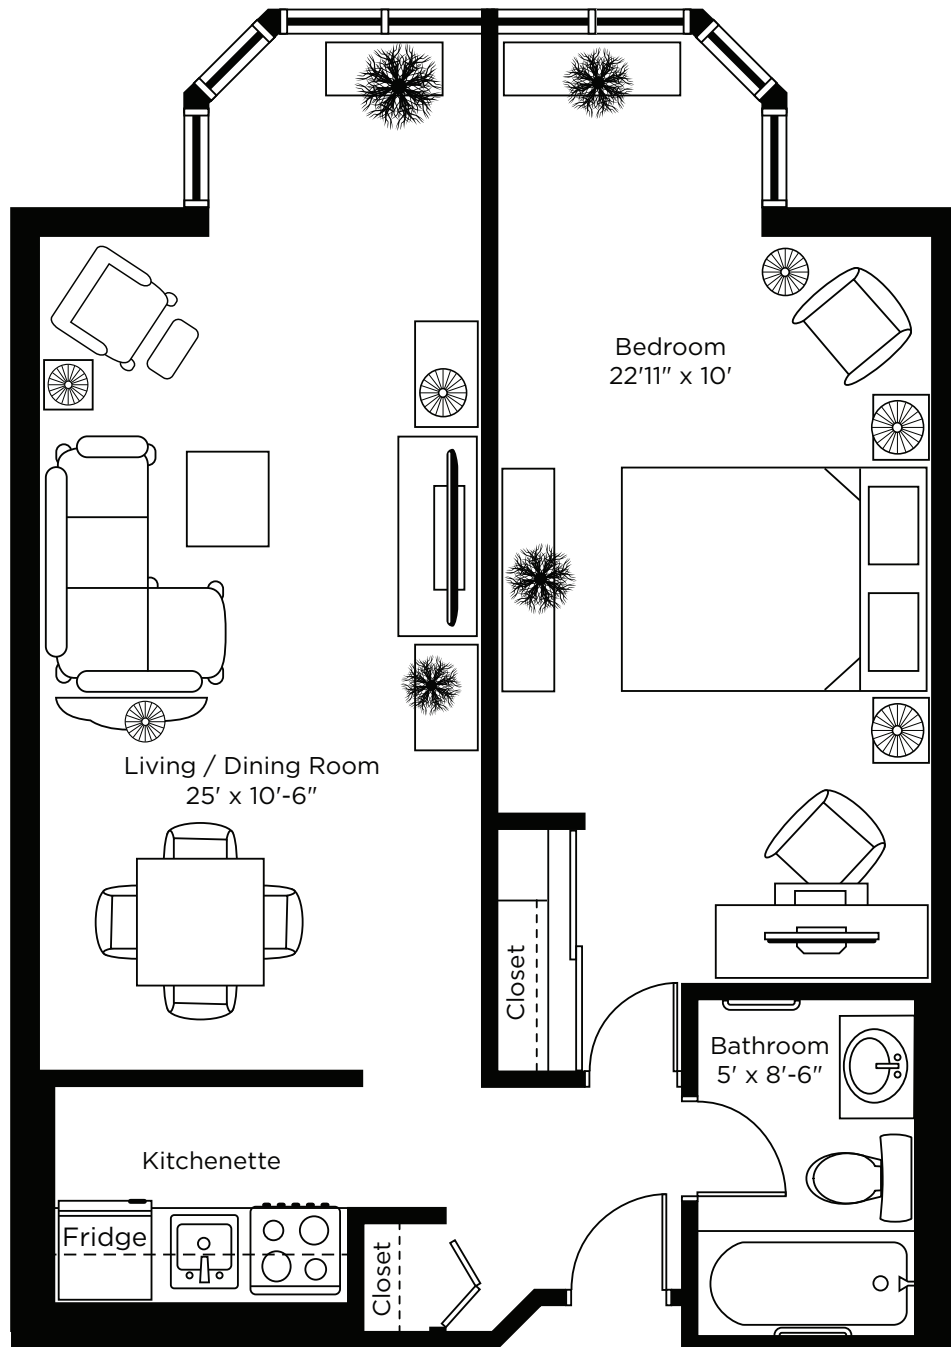 Bedroom
22'11" x 10'
Living / Dining Room
25' x 10'-6"
Closet
Bathroom
5' x 8'-6"
Kitchenette
Fridge
Closet